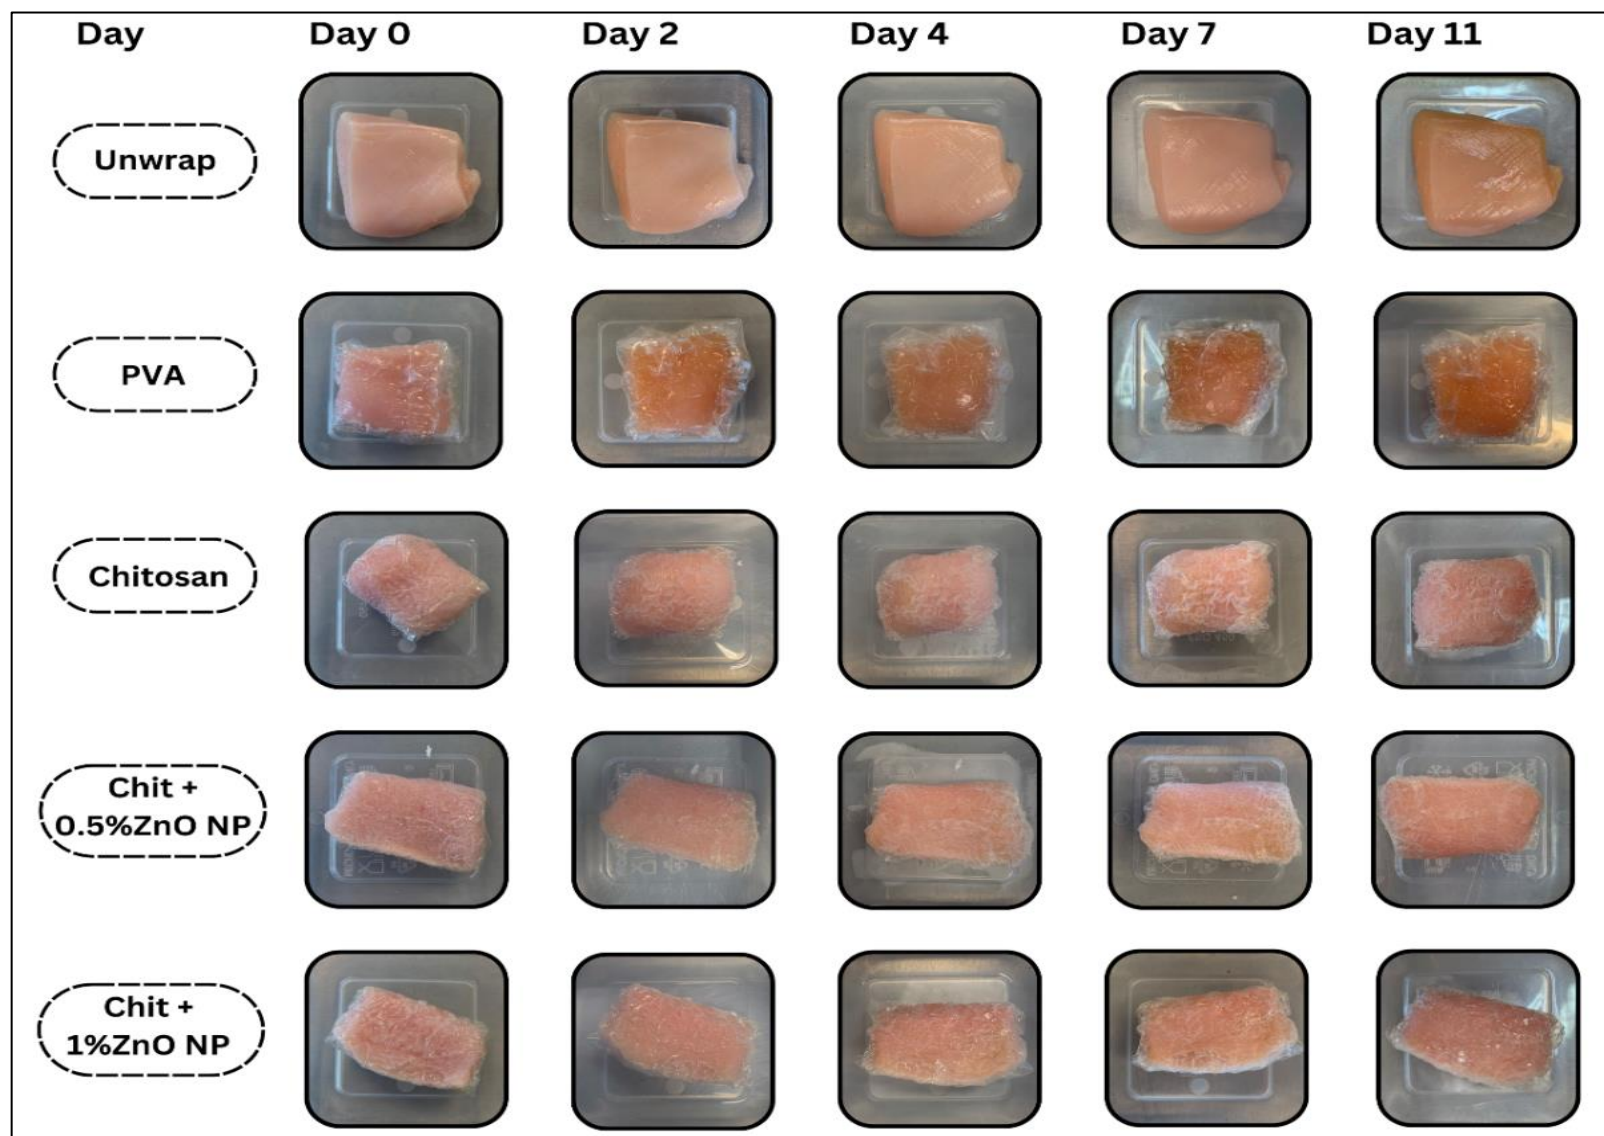 Day Day 0 Day 2 Day 4 Day 7 Day 11
Unwrap
PVA
Chitosan
Chit +
0.5%ZnO NP
Chit +
1%ZnO NP